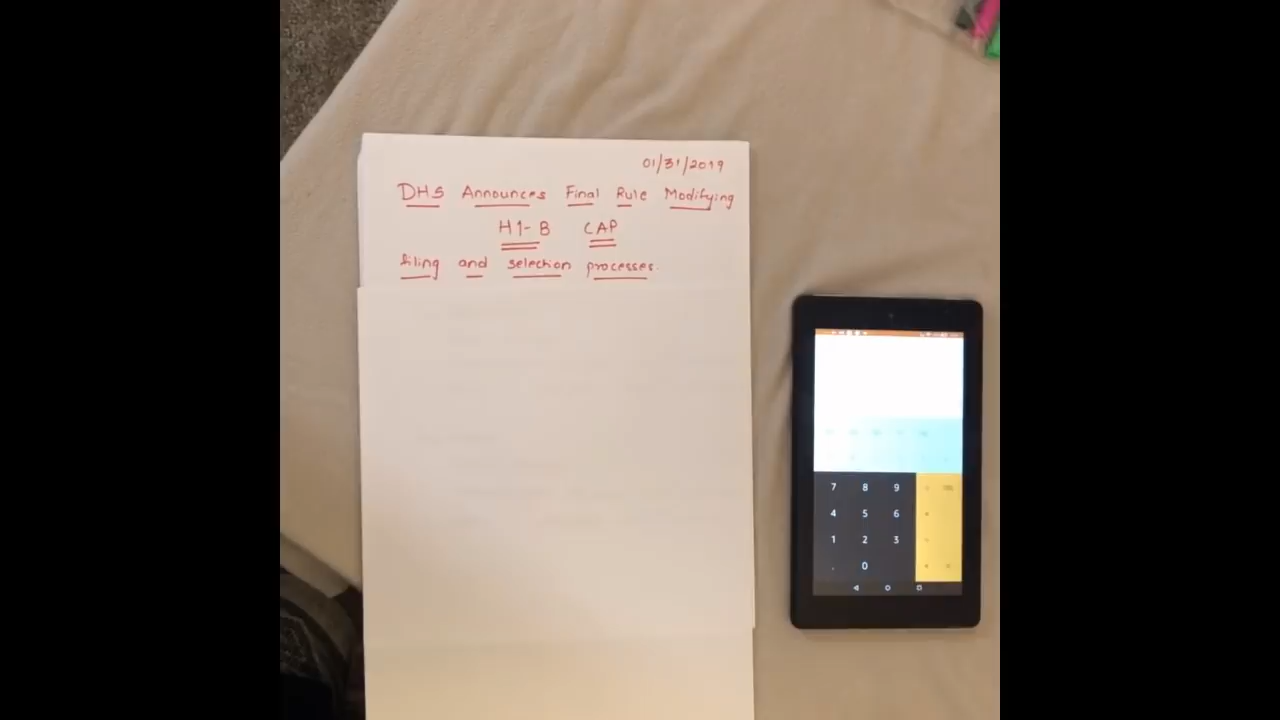 01/31/2019
DHS Announces Final Rule Modifying
H1-B CAP
filing and selection processes.
7 8 9
4 5 6
1 2 3
. 0